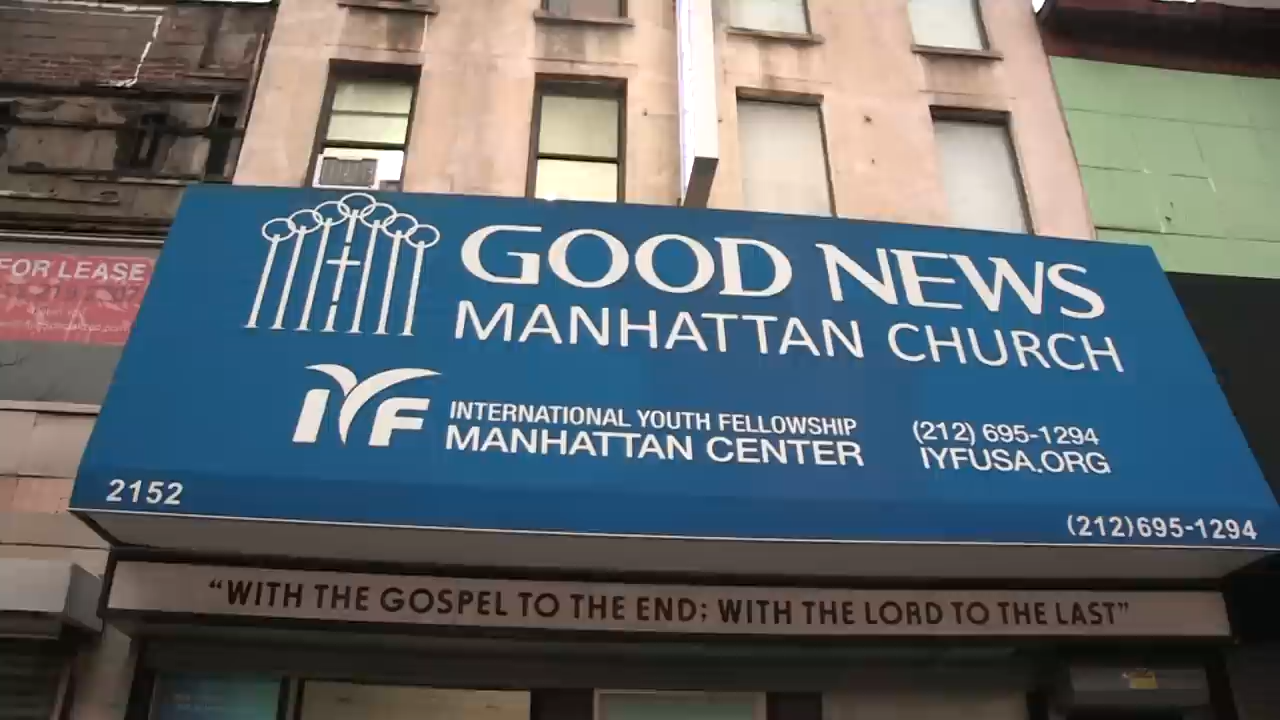 GOOD NEWS
MANHATTAN CHURCH
IYF
INTERNATIONAL YOUTH FELLOWSHIP
MANHATTAN CENTER
(212) 695-1294
IYFUSA.ORG
2152
(212)695-1294
"WITH THE GOSPEL TO THE END; WITH THE LORD TO THE LAST"
FOR LEASE